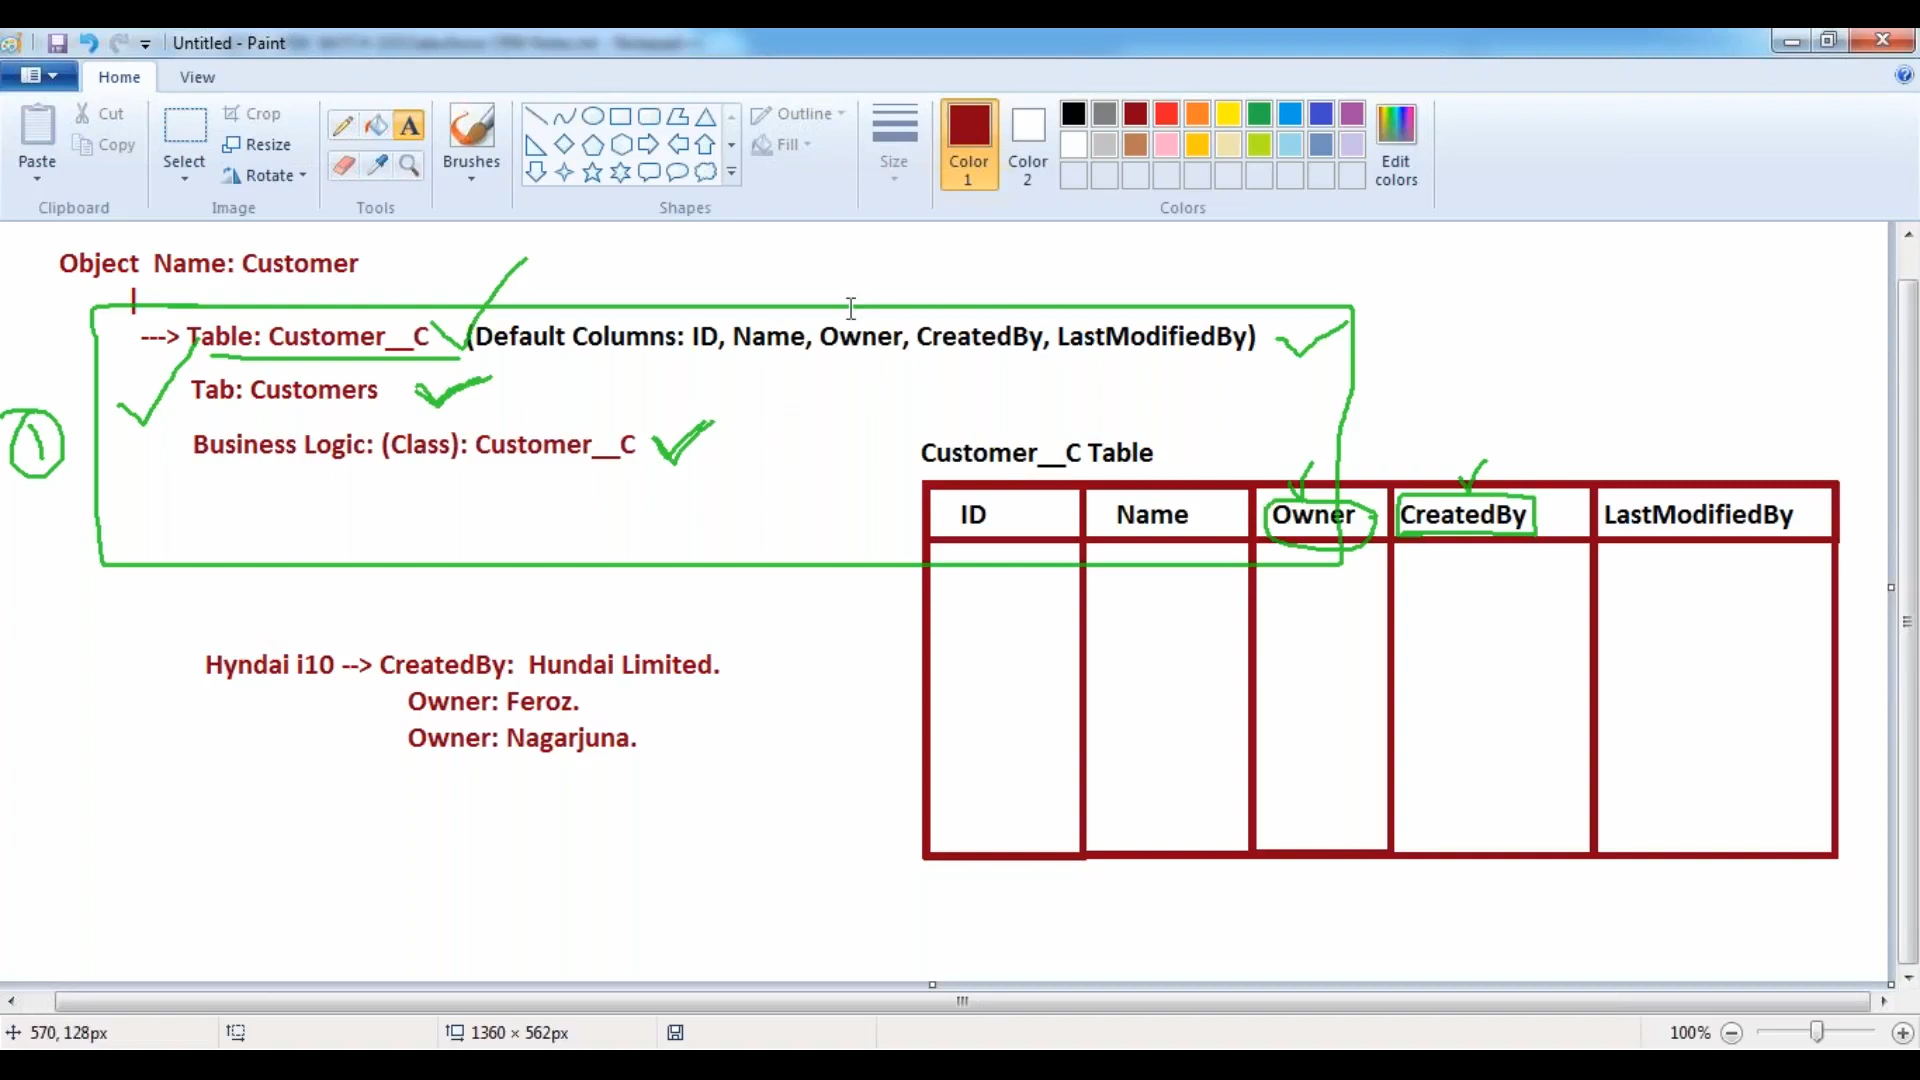 Untitled - Paint
Home View
Cut
Copy
Paste
Clipboard
Select
Crop
Resize
Rotate
Image
Tools
Brushes
Shapes
Outline
Fill
Size
Color 1
Color 2
Edit colors
Colors
Object Name: Customer
---> Table: Customer__C (Default Columns: ID, Name, Owner, CreatedBy, LastModifiedBy)
Tab: Customers
Business Logic: (Class): Customer__C
1
Customer__C Table
ID Name Owner CreatedBy LastModifiedBy
Hyndai i10 --> CreatedBy: Hundai Limited.
Owner: Feroz.
Owner: Nagarjuna.
570, 128px
1360 × 562px
100%